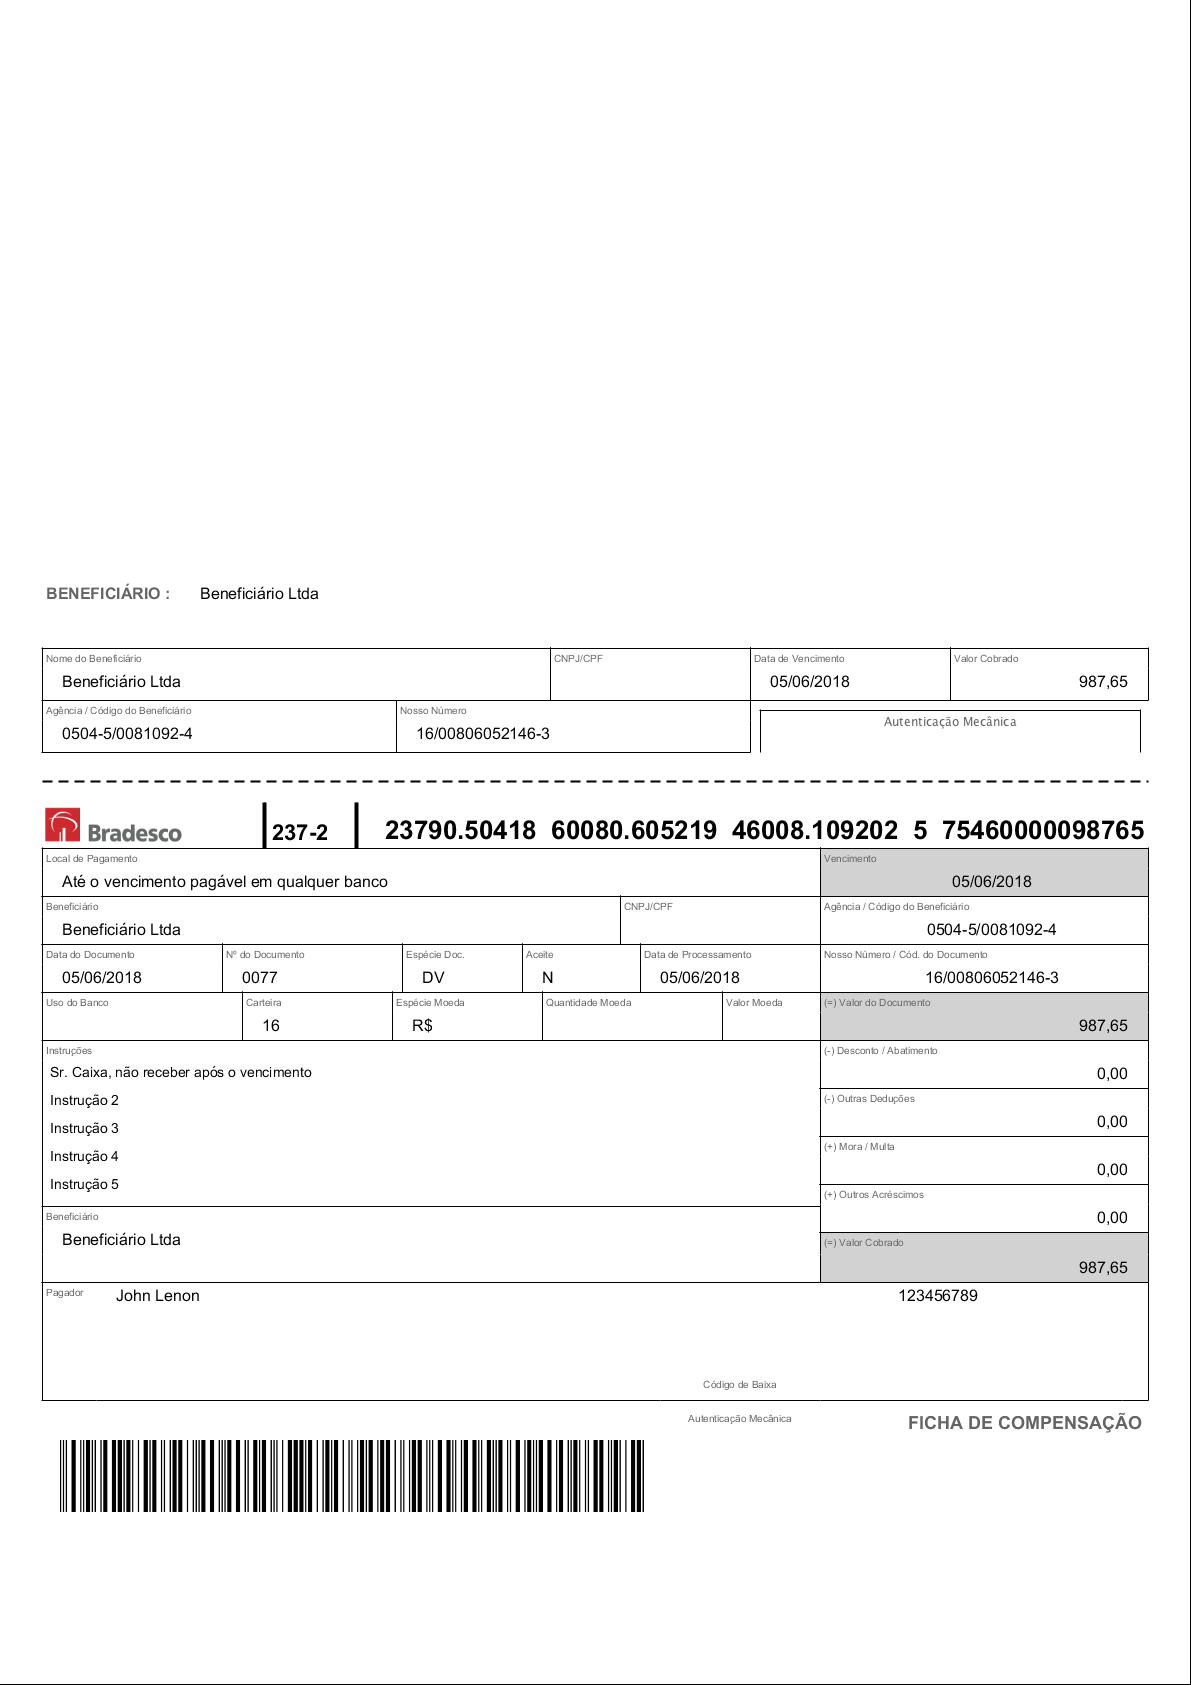 BENEFICIÁRIO : Beneficiário Ltda
Nome do Beneficiário CNPJ/CPF Data de Vencimento Valor Cobrado
Beneficiário Ltda 05/06/2018 987,65
Agência / Código do Beneficiário Nosso Número Autenticação Mecânica
0504-5/0081092-4 16/00806052146-3
Bradesco 237-2 23790.50418 60080.605219 46008.109202 5 75460000098765
Local de Pagamento Vencimento
Até o vencimento pagável em qualquer banco 05/06/2018
Beneficiário CNPJ/CPF Agência / Código do Beneficiário
Beneficiário Ltda 0504-5/0081092-4
Data do Documento Nº do Documento Espécie Doc. Aceite Data de Processamento Nosso Número / Cód. do Documento
05/06/2018 0077 DV N 05/06/2018 16/00806052146-3
Uso do Banco Carteira Espécie Moeda Quantidade Moeda Valor Moeda (=) Valor do Documento
16 R$ 987,65
Instruções (-) Desconto / Abatimento
Sr. Caixa, não receber após o vencimento 0,00
Instrução 2 (-) Outras Deduções
Instrução 3 0,00
Instrução 4 (+) Mora / Multa
0,00
Instrução 5 (+) Outros Acréscimos
Beneficiário 0,00
Beneficiário Ltda (=) Valor Cobrado
987,65
Pagador John Lenon 123456789
Código de Baixa
Autenticação Mecânica FICHA DE COMPENSAÇÃO